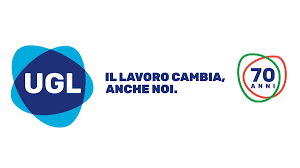 UGL
IL LAVORO CAMBIA,
ANCHE NOI.
70
ANNI